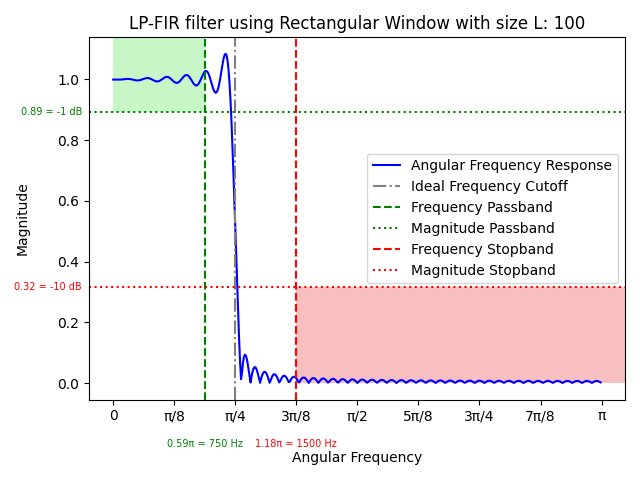 LP-FIR filter using Rectangular Window with size L: 100
1.0
0.89 = -1 dB
0.8
0.6
0.4
0.32 = -10 dB
0.2
0.0
Magnitude
Angular Frequency Response
Ideal Frequency Cutoff
Frequency Passband
Magnitude Passband
Frequency Stopband
Magnitude Stopband
0 π/8 π/4 3π/8 π/2 5π/8 3π/4 7π/8 π
0.59π = 750 Hz 1.18π = 1500 Hz
Angular Frequency